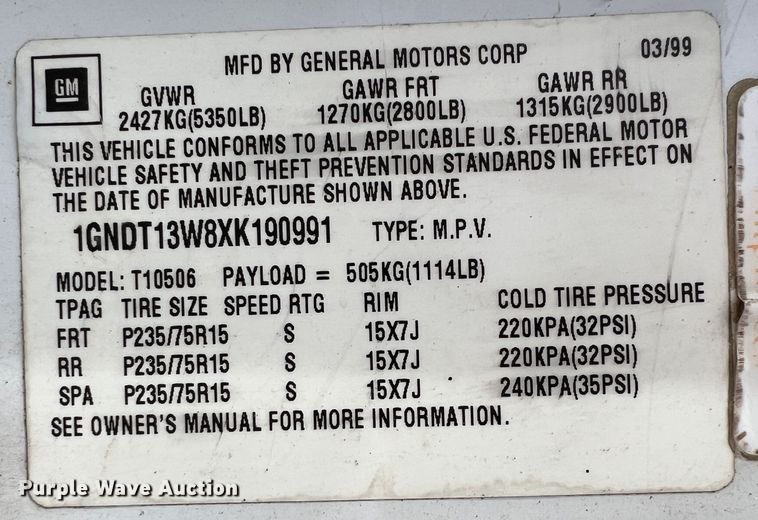 GM
MFD BY GENERAL MOTORS CORP 03/99
GVWR GAWR FRT GAWR RR
2427KG(5350LB) 1270KG(2800LB) 1315KG(2900LB)
THIS VEHICLE CONFORMS TO ALL APPLICABLE U.S. FEDERAL MOTOR
VEHICLE SAFETY AND THEFT PREVENTION STANDARDS IN EFFECT ON
THE DATE OF MANUFACTURE SHOWN ABOVE.
1GNDT13W8XK190991 TYPE: M.P.V.
MODEL: T10506 PAYLOAD = 505KG(1114LB)
TPAG TIRE SIZE SPEED RTG RIM COLD TIRE PRESSURE
FRT P235/75R15 S 15X7J 220KPA(32PSI)
RR P235/75R15 S 15X7J 220KPA(32PSI)
SPA P235/75R15 S 15X7J 240KPA(35PSI)
SEE OWNER'S MANUAL FOR MORE INFORMATION.
Purple Wave Auction